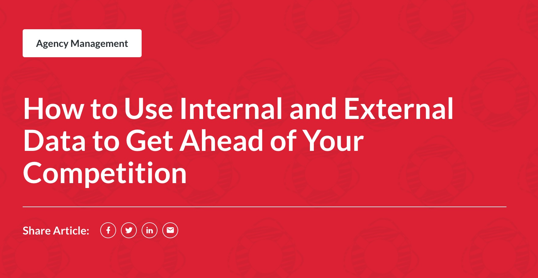 Agency Management
How to Use Internal and External
Data to Get Ahead of Your
Competition
Share Article: